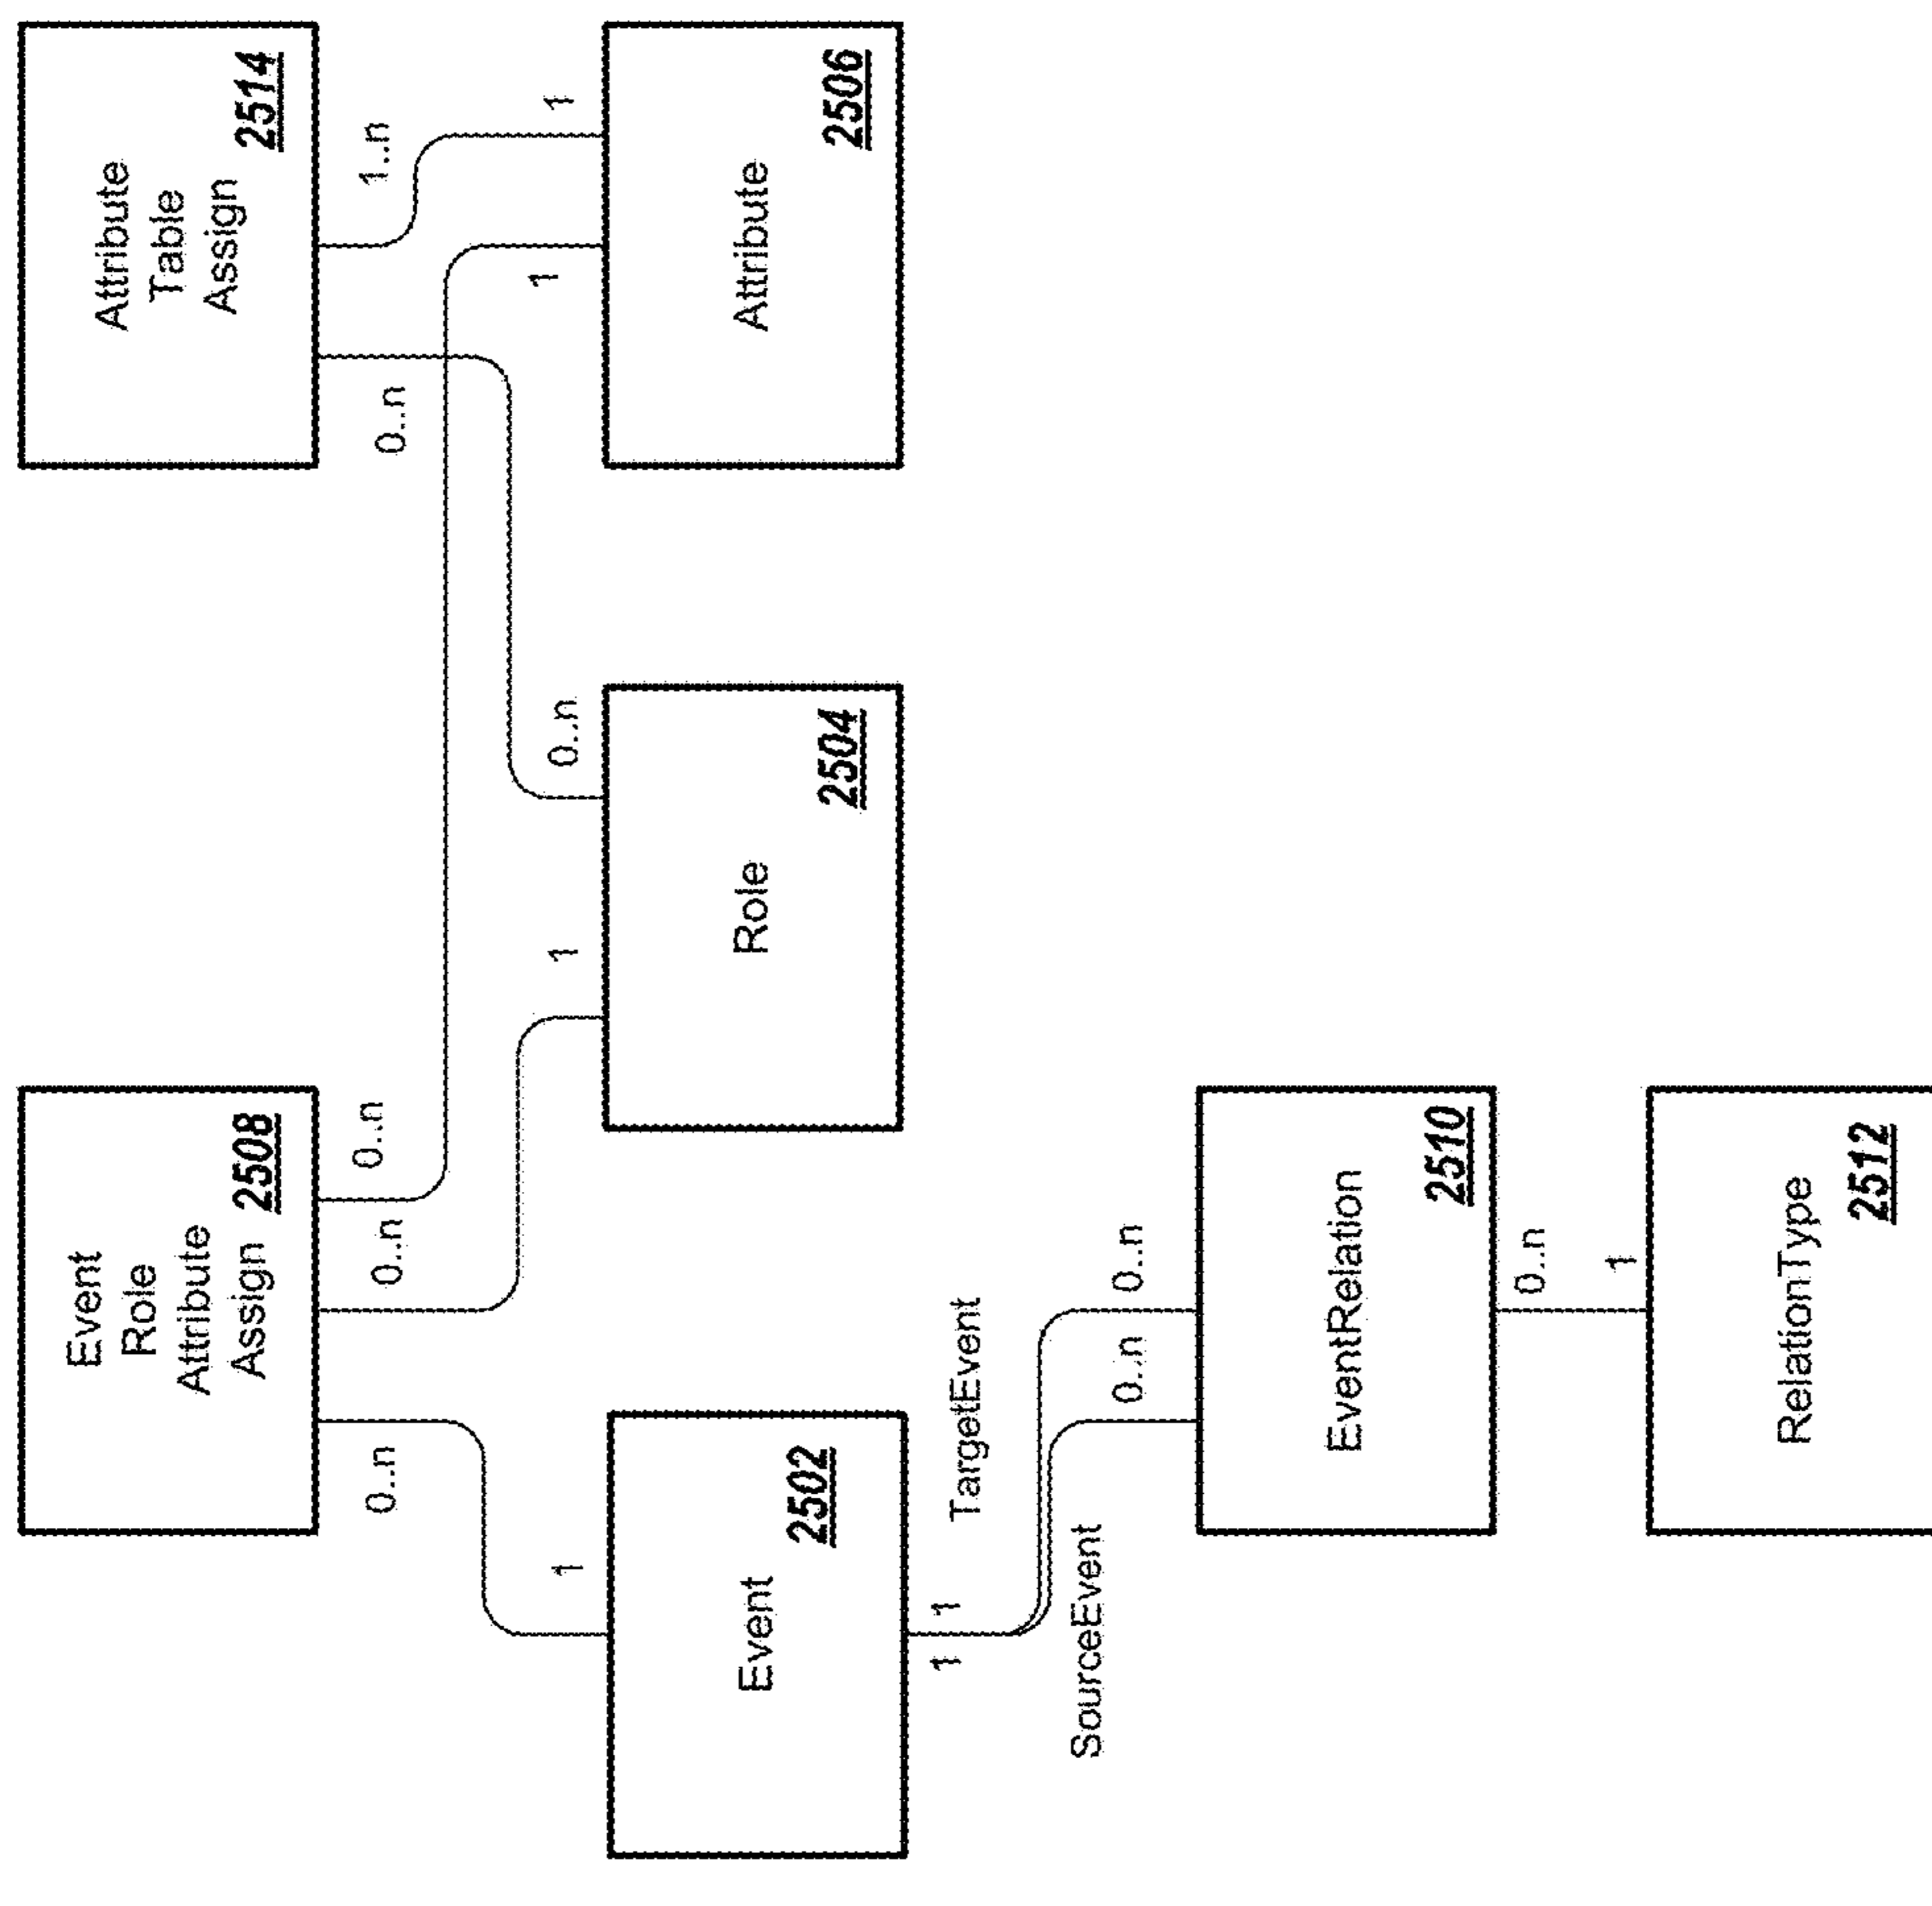 Event
Role
Attribute
Assign
2508
Attribute
Table
Assign
2514
0..n
0..n
0..n
0..n
1..n
1
1
0..n
1
1
Event
2502
Role
2504
Attribute
2506
1
1
TargetEvent
SourceEvent
0..n
0..n
EventRelation
2510
0..n
1
RelationType
2512